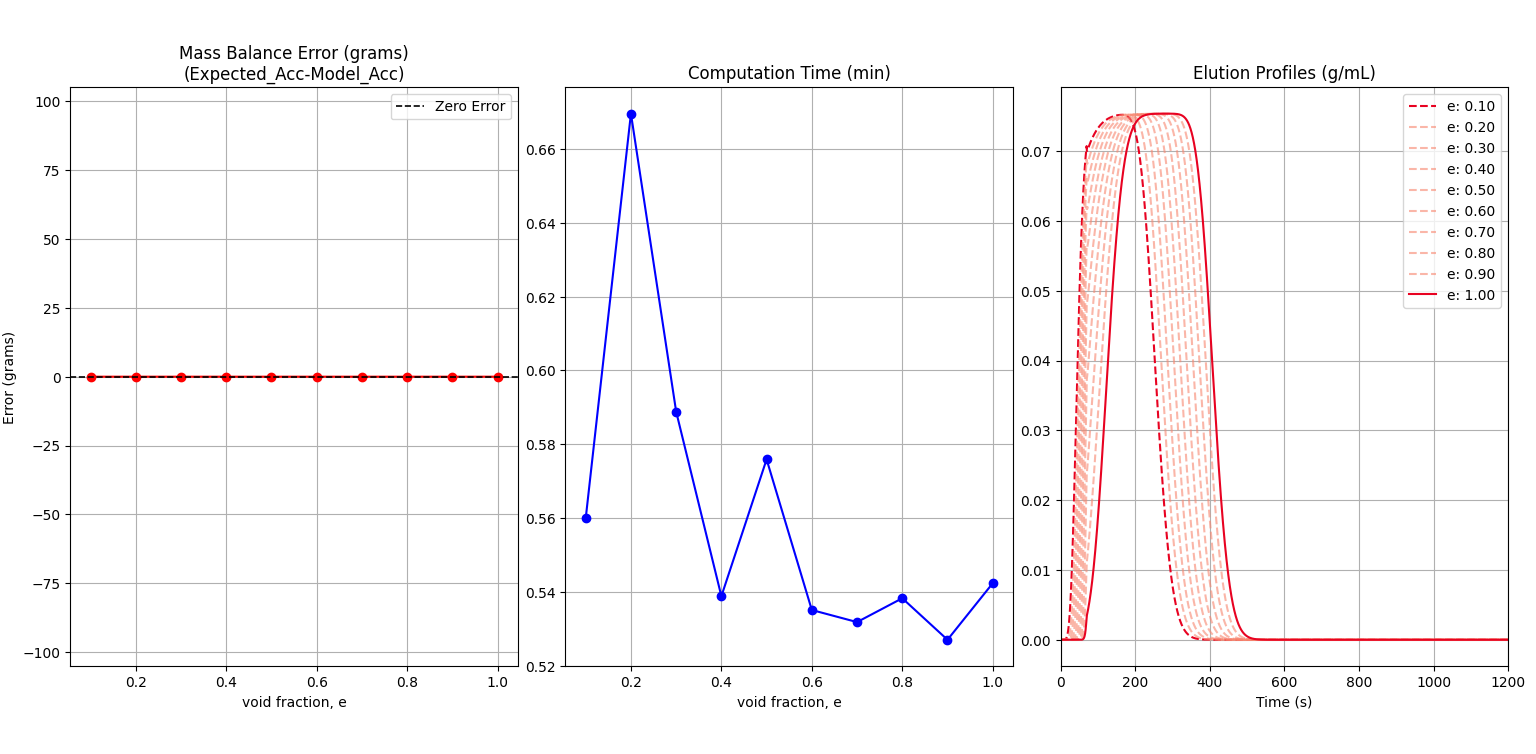 Mass Balance Error (grams)
(Expected_Acc-Model_Acc)
Zero Error
100
75
50
25
0
−25
−50
−75
−100
Error (grams)
0.2
0.4
0.6
0.8
1.0
void fraction, e
Computation Time (min)
0.66
0.64
0.62
0.60
0.58
0.56
0.54
0.52
0.2
0.4
0.6
0.8
1.0
void fraction, e
Elution Profiles (g/mL)
e: 0.10
e: 0.20
e: 0.30
e: 0.40
e: 0.50
e: 0.60
e: 0.70
e: 0.80
e: 0.90
e: 1.00
0.07
0.06
0.05
0.04
0.03
0.02
0.01
0.00
0
200
400
600
800
1000
1200
Time (s)